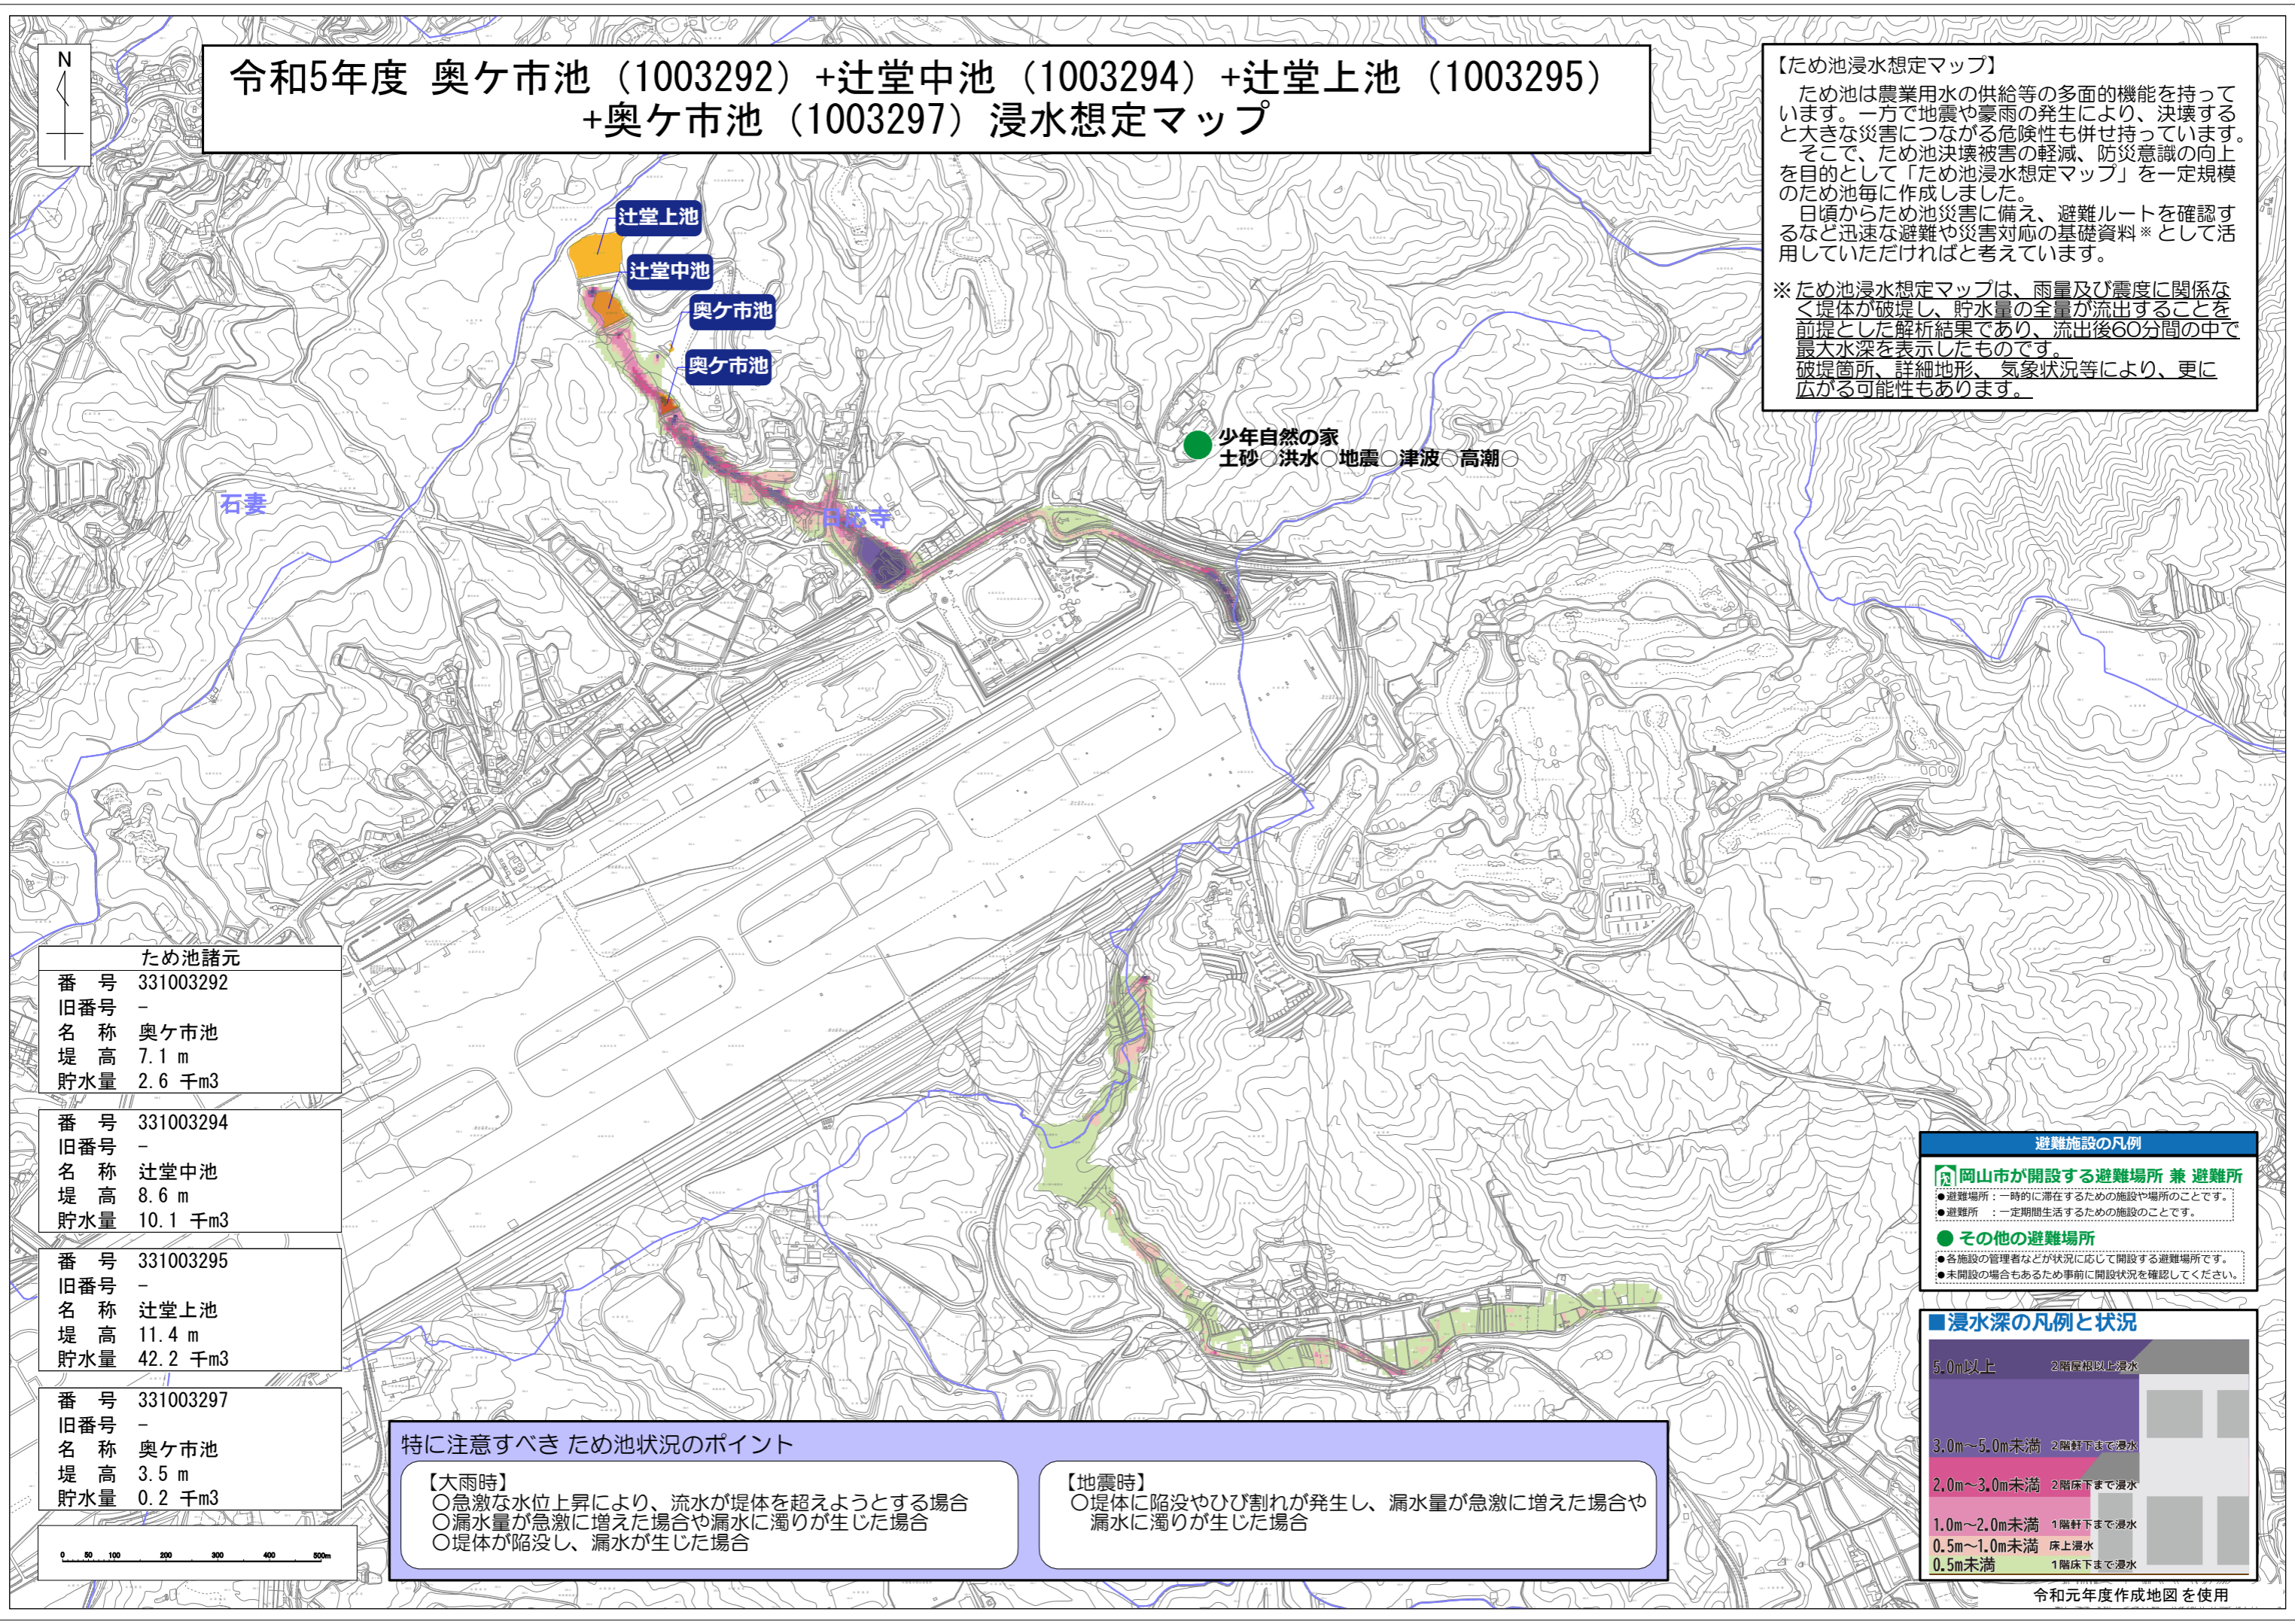 N
令和5年度 奥ケ市池（1003292）+辻堂中池（1003294）+辻堂上池（1003295）
+奥ケ市池（1003297）浸水想定マップ
【ため池浸水想定マップ】
ため池は農業用水の供給等の多面的機能を持って
います。一方で地震や豪雨の発生により、決壊する
と大きな災害につながる危険性も併せ持っています。
そこで、ため池決壊被害の軽減、防災意識の向上
を目的として「ため池浸水想定マップ」を一定規模
のため池毎に作成しました。
日頃からため池災害に備え、避難ルートを確認す
るなど迅速な避難や災害対応の基礎資料※として活
用していただければと考えています。
※ため池浸水想定マップは、雨量及び震度に関係な
く堤体が破堤し、貯水量の全量が流出することを
前提とした解析結果であり、流出後60分間の中で
最大水深を表示したものです。
破堤箇所、詳細地形、 気象状況等により、更に
広がる可能性もあります。
辻堂上池
辻堂中池
奥ケ市池
奥ケ市池
少年自然の家
土砂○洪水○地震○津波○高潮○
石妻
日応寺
ため池諸元
番 号 331003292
旧番号 -
名 称 奥ケ市池
堤 高 7.1 m
貯水量 2.6 千m3
番 号 331003294
旧番号 -
名 称 辻堂中池
堤 高 8.6 m
貯水量 10.1 千m3
番 号 331003295
旧番号 -
名 称 辻堂上池
堤 高 11.4 m
貯水量 42.2 千m3
番 号 331003297
旧番号 -
名 称 奥ケ市池
堤 高 3.5 m
貯水量 0.2 千m3
0 50 100 200 300 400 500m
特に注意すべき ため池状況のポイント
【大雨時】
○急激な水位上昇により、流水が堤体を超えようとする場合
○漏水量が急激に増えた場合や漏水に濁りが生じた場合
○堤体が陥没し、漏水が生じた場合
【地震時】
○堤体に陥没やひび割れが発生し、漏水量が急激に増えた場合や
漏水に濁りが生じた場合
避難施設の凡例
岡山市が開設する避難場所 兼 避難所
●避難場所：一時的に滞在するための施設や場所のことです。
●避難所 ：一定期間生活するための施設のことです。
● その他の避難場所
●各施設の管理者などが状況に応じて開設する避難場所です。
●未開設の場合もあるため事前に開設状況を確認してください。
■浸水深の凡例と状況
5.0m以上 2階屋根以上浸水
3.0m～5.0m未満 2階軒下まで浸水
2.0m～3.0m未満 2階床下まで浸水
1.0m～2.0m未満 1階軒下まで浸水
0.5m～1.0m未満 床上浸水
0.5m未満 1階床下まで浸水
令和元年度作成地図を使用